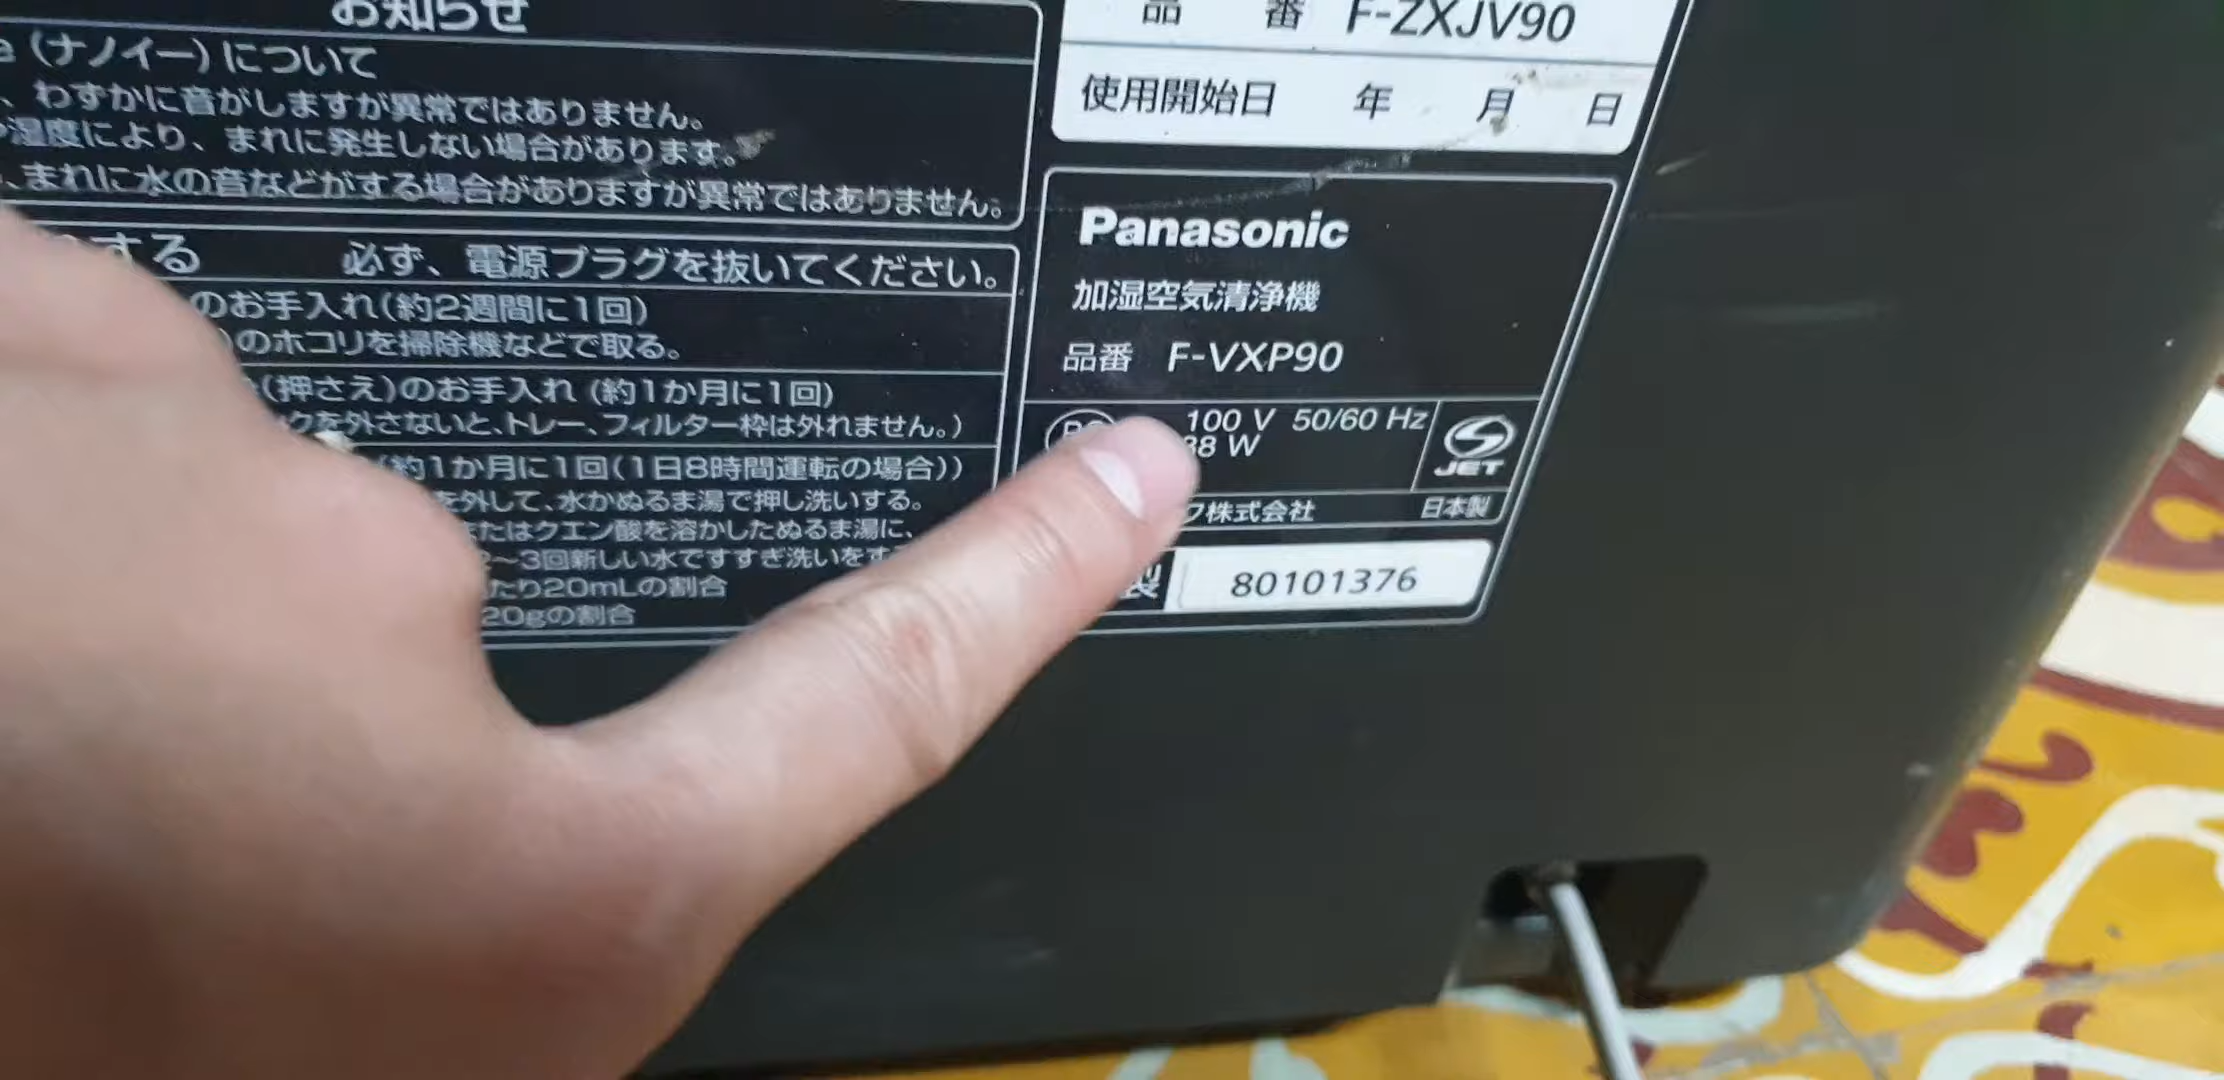 お知らせ
(ナノイー)について
、わずかに音がしますが異常ではありません。
湿度により、まれに発生しない場合があります。
、まれに水の音などがする場合がありますが異常ではありません。
する 必ず、電源プラグを抜いてください。
のお手入れ(約2週間に1回)
のホコリを掃除機などで取る。
(押さえ)のお手入れ (約1か月に1回)
を外さないと、トレー、フィルター枠は外れません。)
(約1か月に1回(1日8時間運転の場合))
を外して、水かぬるま湯で押し洗いする。
たはクエン酸を溶かしたぬるま湯に、
~3回新しい水ですすぎ洗いをす
たり20mLの割合
20gの割合
品 番 F-ZXJV90
使用開始日 年 月 日
Panasonic
加湿空気清浄機
品番 F-VXP90
100 V 50/60 Hz
8 W
JET
株式会社 日本製
製 80101376